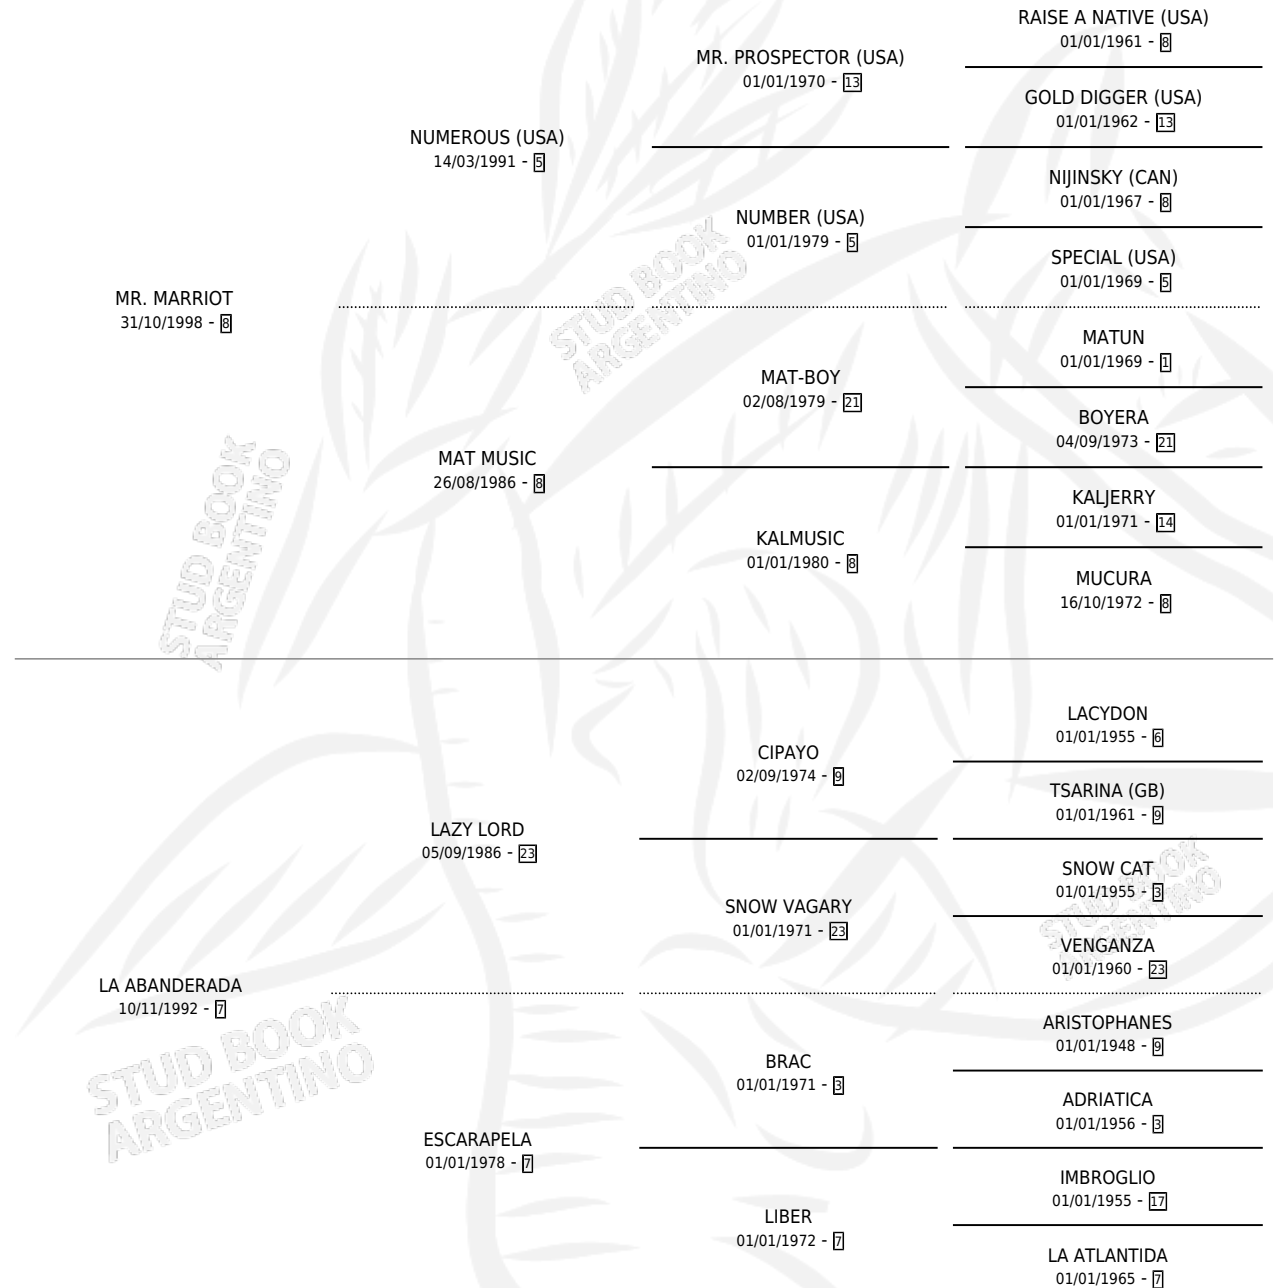 RAISE A NATIVE (USA)
01/01/1961 - 8
MR. PROSPECTOR (USA)
01/01/1970 - 13
GOLD DIGGER (USA)
01/01/1962 - 13
NUMEROUS (USA)
14/03/1991 - 5
NIJINSKY (CAN)
01/01/1967 - 8
NUMBER (USA)
01/01/1979 - 5
SPECIAL (USA)
01/01/1969 - 5
MR. MARRIOT
31/10/1998 - 8
STUD BOOK
ARGENTINO
MATUN
01/01/1969 - 1
MAT-BOY
02/08/1979 - 21
BOYERA
04/09/1973 - 21
MAT MUSIC
26/08/1986 - 8
KALJERRY
01/01/1971 - 14
KALMUSIC
01/01/1980 - 8
MUCURA
16/10/1972 - 8
STUD BOOK
ARGENTINO
LACYDON
01/01/1955 - 6
CIPAYO
02/09/1974 - 9
TSARINA (GB)
01/01/1961 - 9
LAZY LORD
05/09/1986 - 23
SNOW CAT
01/01/1955 - 3
SNOW VAGARY
01/01/1971 - 23
VENGANZA
01/01/1960 - 23
STUD BOOK
ARGENTINO
LA ABANDERADA
10/11/1992 - 7
ARISTOPHANES
01/01/1948 - 9
BRAC
01/01/1971 - 3
ADRIATICA
01/01/1956 - 3
STUD BOOK
ARGENTINO
ESCARAPELA
01/01/1978 - 7
IMBROGLIO
01/01/1955 - 17
LIBER
01/01/1972 - 7
LA ATLANTIDA
01/01/1965 - 7